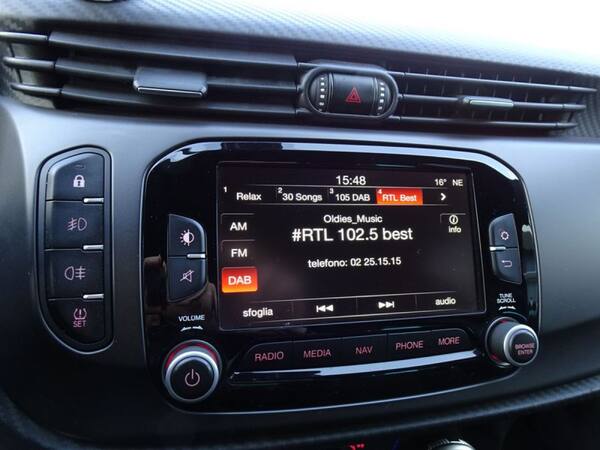 15:48 16° NE
1 Relax 2 30 Songs 3 105 DAB 4 RTL Best
AM
FM
DAB
Oldies_Music
#RTL 102.5 best
telefono: 02 25.15.15
info
sfoglia audio
SET
VOLUME
TUNE
SCROLL
RADIO MEDIA NAV PHONE MORE
BROWSE
ENTER